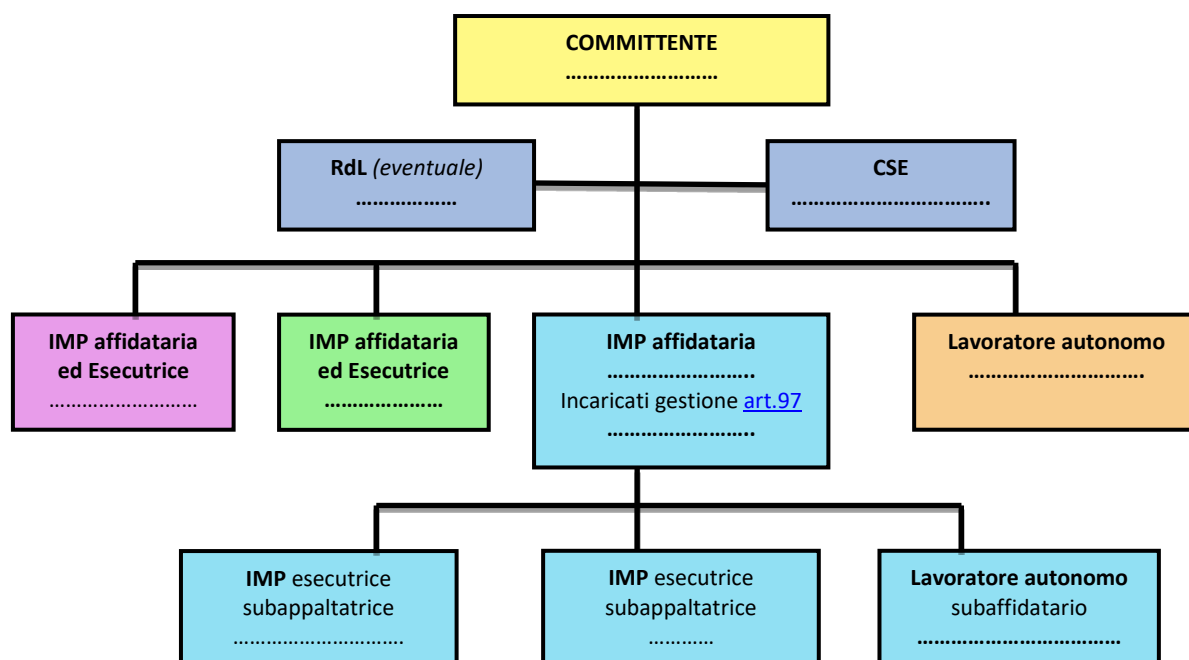 COMMITTENTE
……………………
RdL (eventuale)
………………
CSE
……………………………..
IMP affidataria
ed Esecutrice
………………………
IMP affidataria
ed Esecutrice
…………………
IMP affidataria
……………………..
Incaricati gestione art.97
……………………..
Lavoratore autonomo
………………………….
IMP esecutrice
subappaltatrice
………………………….
IMP esecutrice
subappaltatrice
…………
Lavoratore autonomo
subaffidatario
………………………………